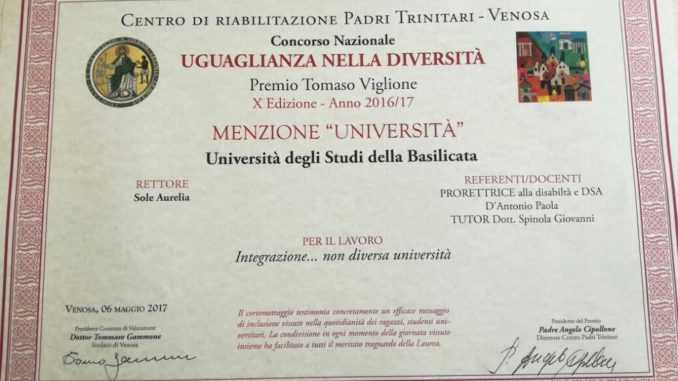 CENTRO DI RIABILITAZIONE PADRI TRINITARI - VENOSA
Concorso Nazionale
UGUAGLIANZA NELLA DIVERSITÀ
Premio Tomaso Viglione
X Edizione - Anno 2016/17
MENZIONE “UNIVERSITÀ”
Università degli Studi della Basilicata
RETTORE
Sole Aurelia
REFERENTI/DOCENTI
PRORETTRICE alla disabiltà e DSA
D'Antonio Paola
TUTOR Dott. Spinola Giovanni
PER IL LAVORO
Integrazione... non diversa università
VENOSA, 06 MAGGIO 2017
Presidente Comitato di Valutazione
Dottor Tommaso Gammone
Sindaco di Venosa
Il cortometraggio testimonia concretamente un efficace messaggio
di inclusione vissuto nella quotidianità dei ragazzi, studenti uni-
versitari. La condivisione in ogni momento della giornata vissuto
insieme ha facilitato a tutti il meritato traguardo della Laurea.
Presidente del Premio
Padre Angelo Cipollone
Direttore Centro Padri Trinitari